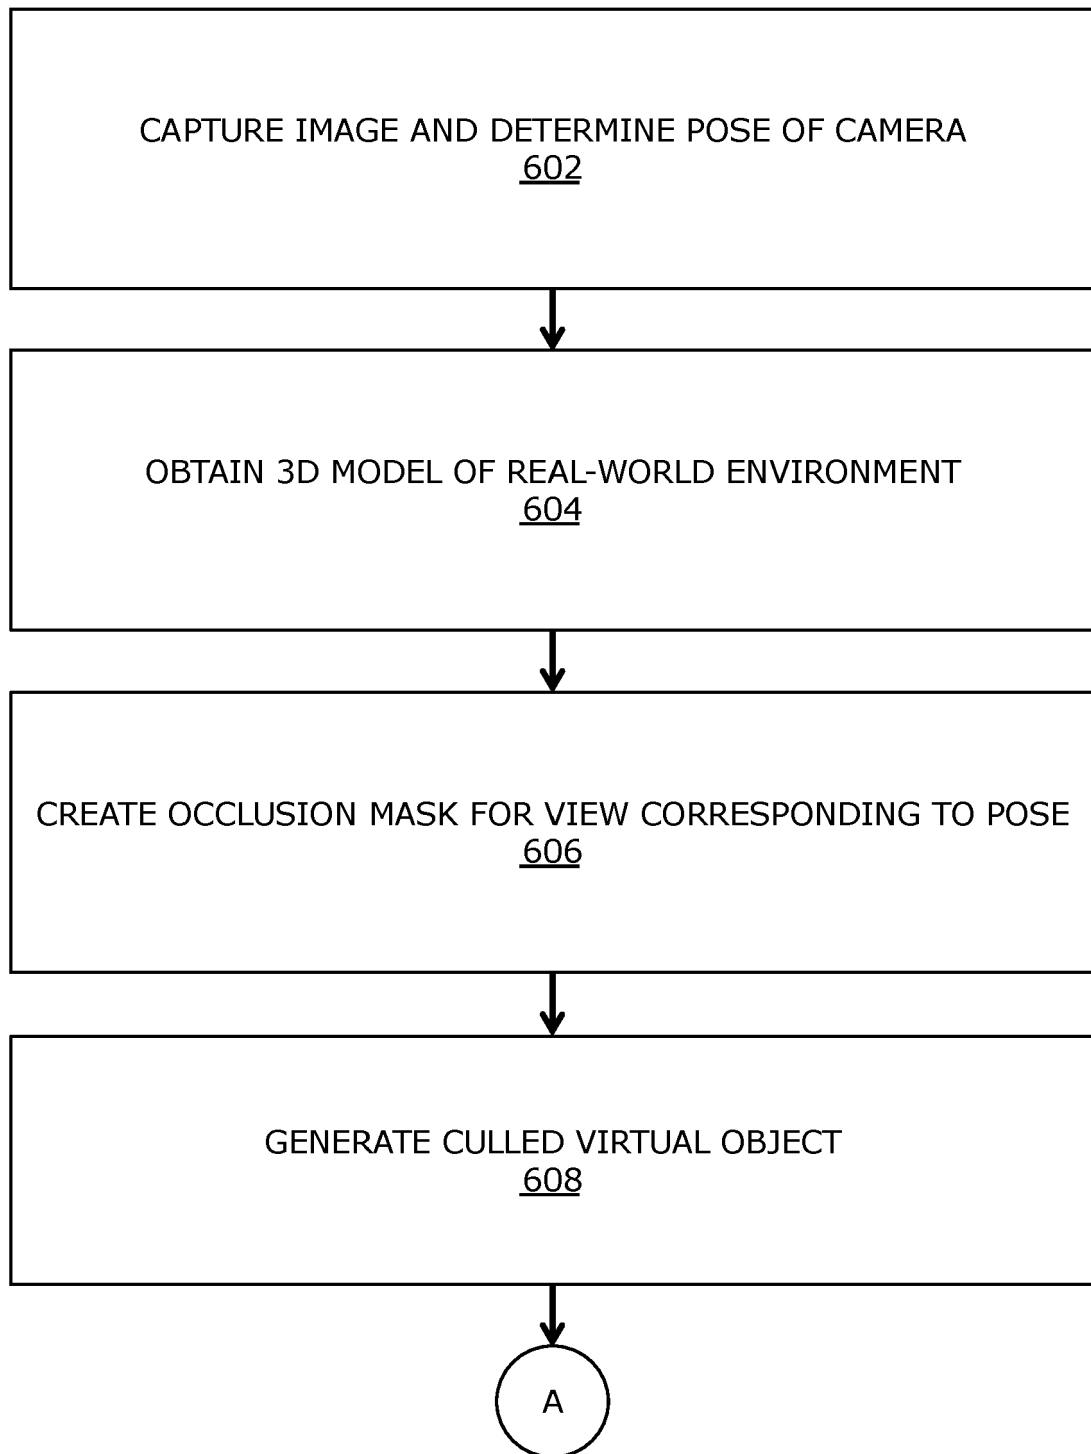 CAPTURE IMAGE AND DETERMINE POSE OF CAMERA
602
OBTAIN 3D MODEL OF REAL-WORLD ENVIRONMENT
604
CREATE OCCLUSION MASK FOR VIEW CORRESPONDING TO POSE
606
GENERATE CULLED VIRTUAL OBJECT
608
A